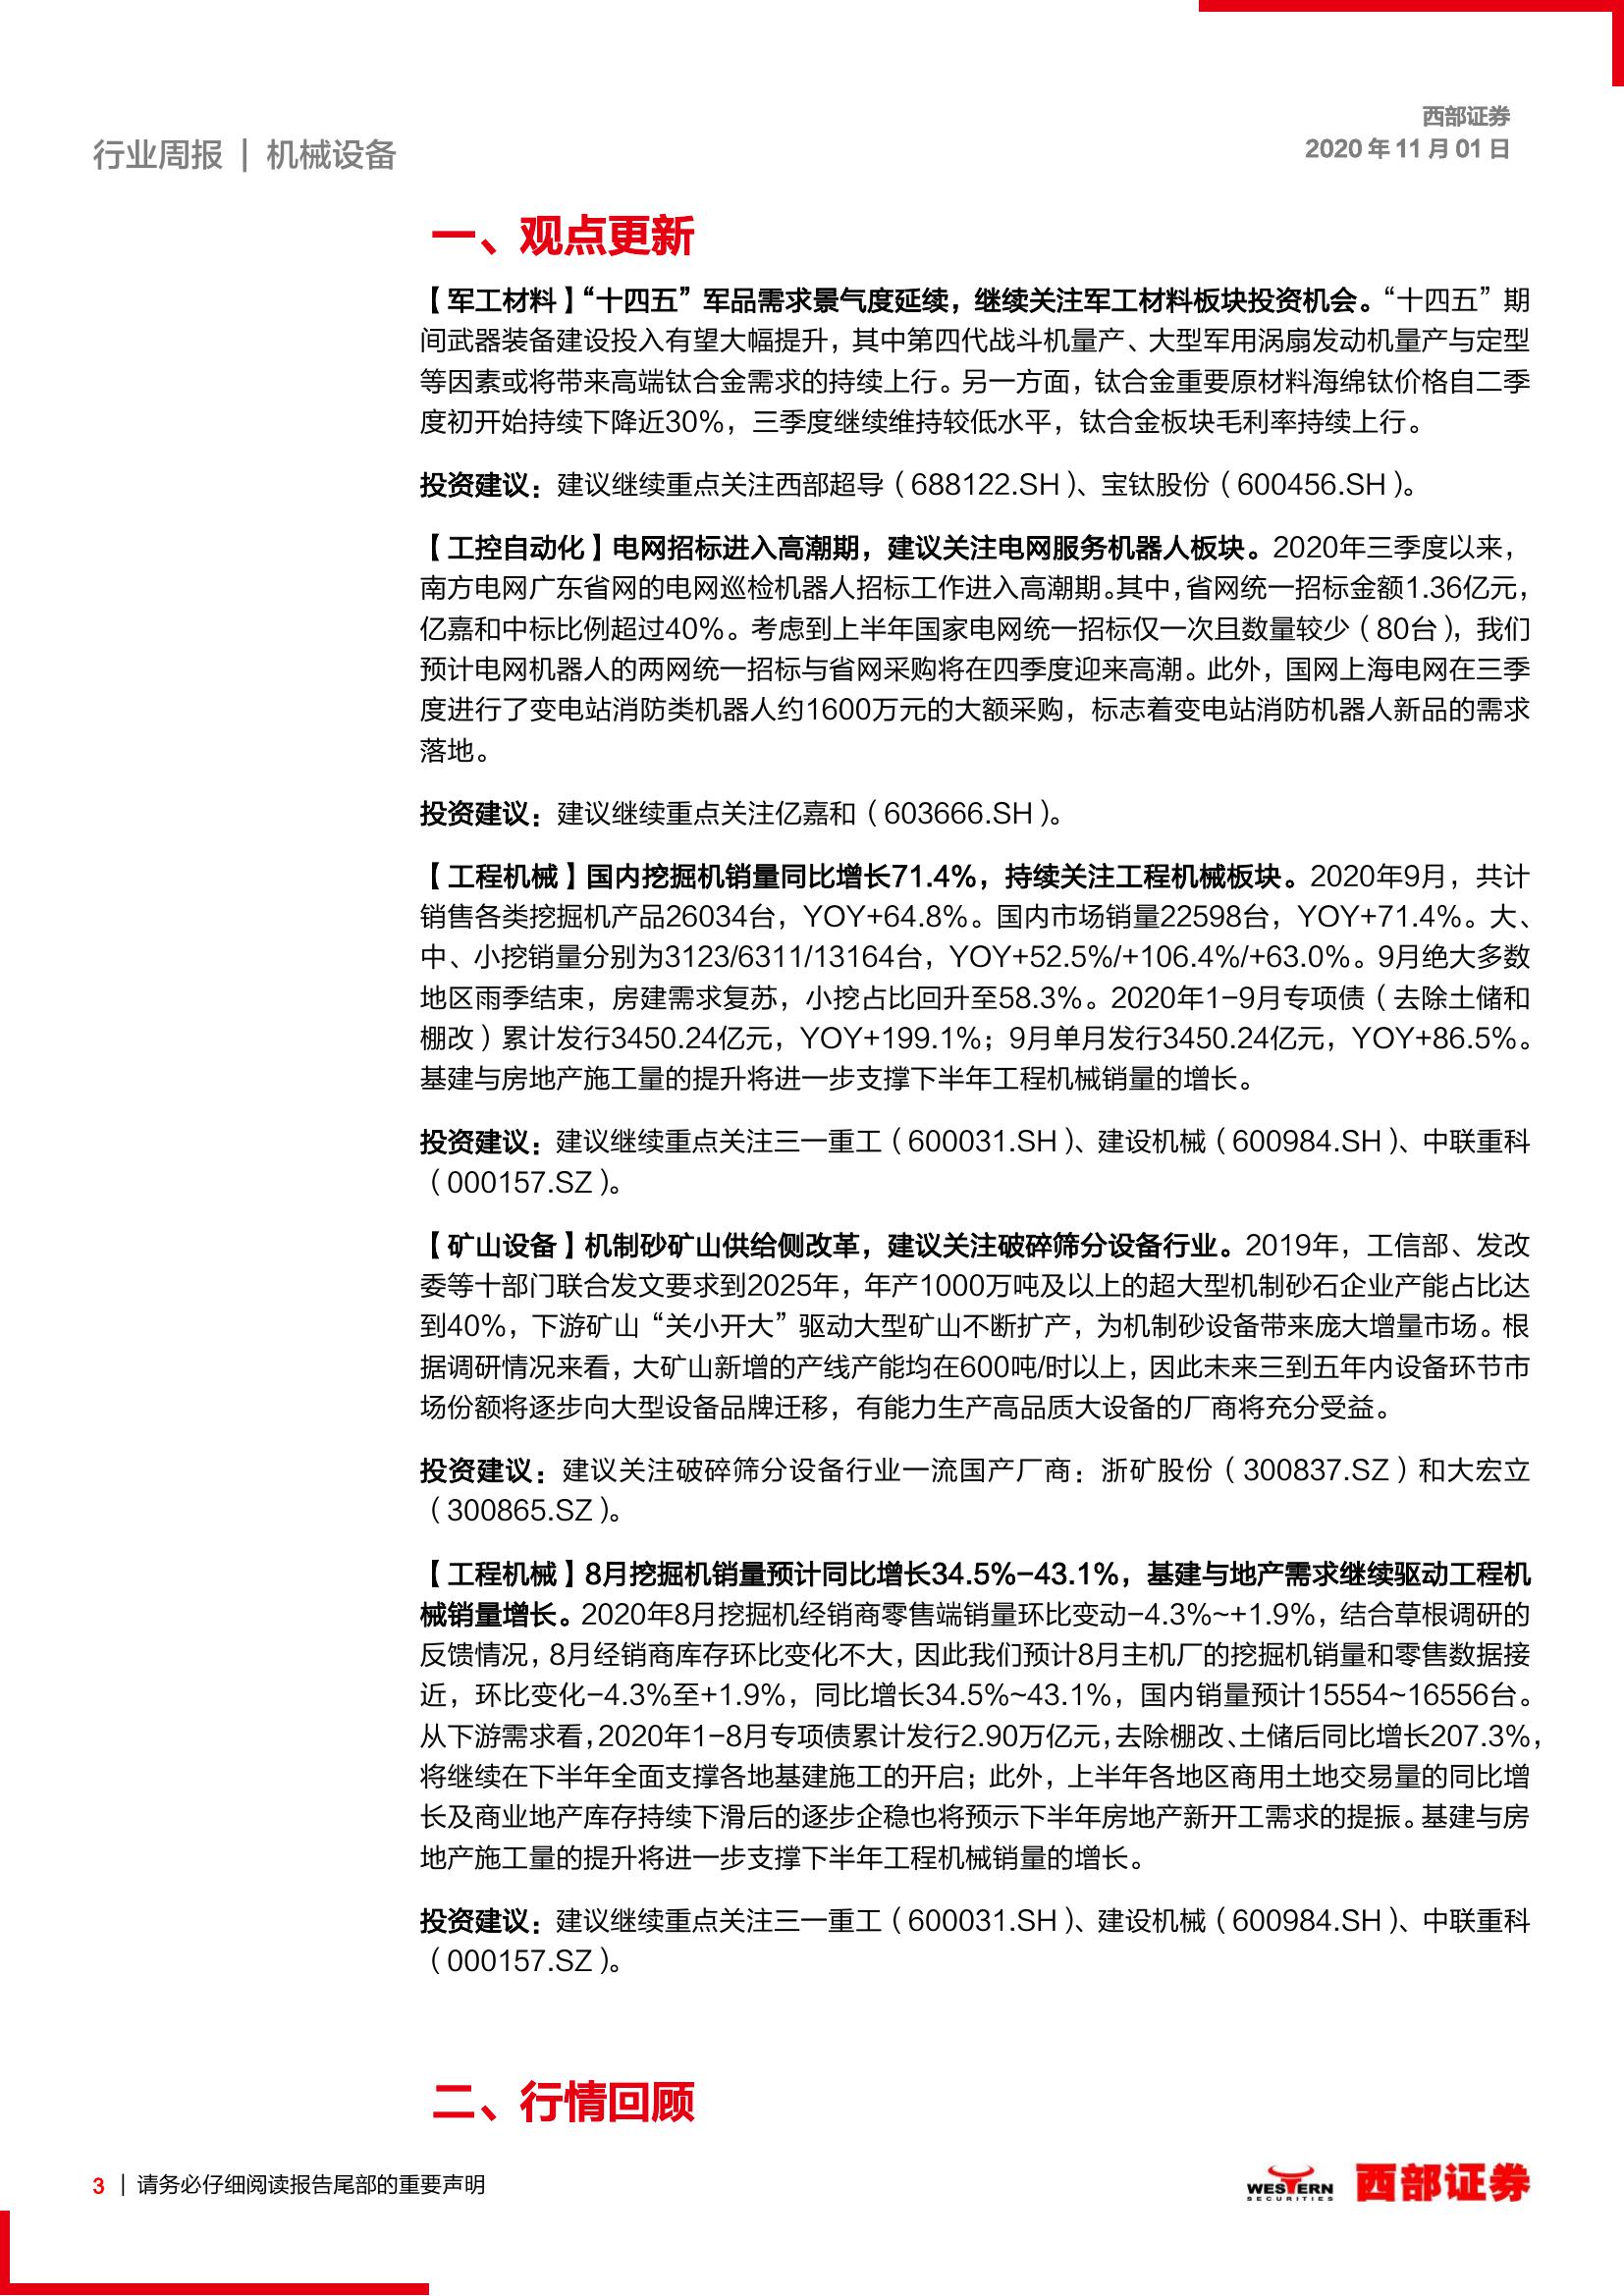 西部证券
行业周报 | 机械设备
2020 年 11 月 01 日
一、观点更新
【军工材料】“十四五”军品需求景气度延续，继续关注军工材料板块投资机会。“十四五”期
间武器装备建设投入有望大幅提升，其中第四代战斗机量产、大型军用涡扇发动机量产与定型
等因素或将带来高端钛合金需求的持续上行。另一方面，钛合金重要原材料海绵钛价格自二季
度初开始持续下降近30%，三季度继续维持较低水平，钛合金板块毛利率持续上行。
投资建议：建议继续重点关注西部超导（688122.SH）、宝钛股份（600456.SH）。
【工控自动化】电网招标进入高潮期，建议关注电网服务机器人板块。2020年三季度以来，
南方电网广东省网的电网巡检机器人招标工作进入高潮期。其中，省网统一招标金额1.36亿元，
亿嘉和中标比例超过40%。考虑到上半年国家电网统一招标仅一次且数量较少（80台），我们
预计电网机器人的两网统一招标与省网采购将在四季度迎来高潮。此外，国网上海电网在三季
度进行了变电站消防类机器人约1600万元的大额采购，标志着变电站消防机器人新品的需求
落地。
投资建议：建议继续重点关注亿嘉和（603666.SH）。
【工程机械】国内挖掘机销量同比增长71.4%，持续关注工程机械板块。2020年9月，共计
销售各类挖掘机产品26034台，YOY+64.8%。国内市场销量22598台，YOY+71.4%。大、
中、小挖销量分别为3123/6311/13164台，YOY+52.5%/+106.4%/+63.0%。9月绝大多数
地区雨季结束，房建需求复苏，小挖占比回升至58.3%。2020年1-9月专项债（去除土储和
棚改）累计发行3450.24亿元，YOY+199.1%；9月单月发行3450.24亿元，YOY+86.5%。
基建与房地产施工量的提升将进一步支撑下半年工程机械销量的增长。
投资建议：建议继续重点关注三一重工（600031.SH）、建设机械（600984.SH）、中联重科
（000157.SZ）。
【矿山设备】机制砂矿山供给侧改革，建议关注破碎筛分设备行业。2019年，工信部、发改
委等十部门联合发文要求到2025年，年产1000万吨及以上的超大型机制砂石企业产能占比达
到40%，下游矿山“关小开大”驱动大型矿山不断扩产，为机制砂设备带来庞大增量市场。根
据调研情况来看，大矿山新增的产线产能均在600吨/时以上，因此未来三到五年内设备环节市
场份额将逐步向大型设备品牌迁移，有能力生产高品质大设备的厂商将充分受益。
投资建议：建议关注破碎筛分设备行业一流国产厂商：浙矿股份（300837.SZ）和大宏立
（300865.SZ）。
【工程机械】8月挖掘机销量预计同比增长34.5%-43.1%，基建与地产需求继续驱动工程机
械销量增长。2020年8月挖掘机经销商零售端销量环比变动-4.3%~+1.9%，结合草根调研的
反馈情况，8月经销商库存环比变化不大，因此我们预计8月主机厂的挖掘机销量和零售数据接
近，环比变化-4.3%至+1.9%，同比增长34.5%~43.1%，国内销量预计15554~16556台。
从下游需求看，2020年1-8月专项债累计发行2.90万亿元，去除棚改、土储后同比增长207.3%，
将继续在下半年全面支撑各地基建施工的开启；此外，上半年各地区商用土地交易量的同比增
长及商业地产库存持续下滑后的逐步企稳也将预示下半年房地产新开工需求的提振。基建与房
地产施工量的提升将进一步支撑下半年工程机械销量的增长。
投资建议：建议继续重点关注三一重工（600031.SH）、建设机械（600984.SH）、中联重科
（000157.SZ）。
二、行情回顾
3 | 请务必仔细阅读报告尾部的重要声明
WESTERN
SECURITIES
西部证券